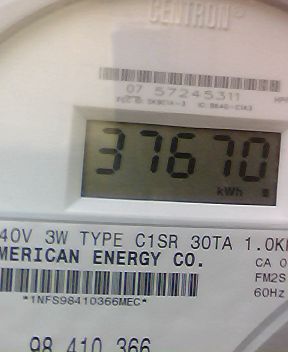 CENTRON®
07 57245311
37670
kWh
40V 3W TYPE C1SR 30TA 1.0K
MERICAN ENERGY CO.
CA 0
FM2S
60Hz
*1NFS98410366MEC*
98 410 366